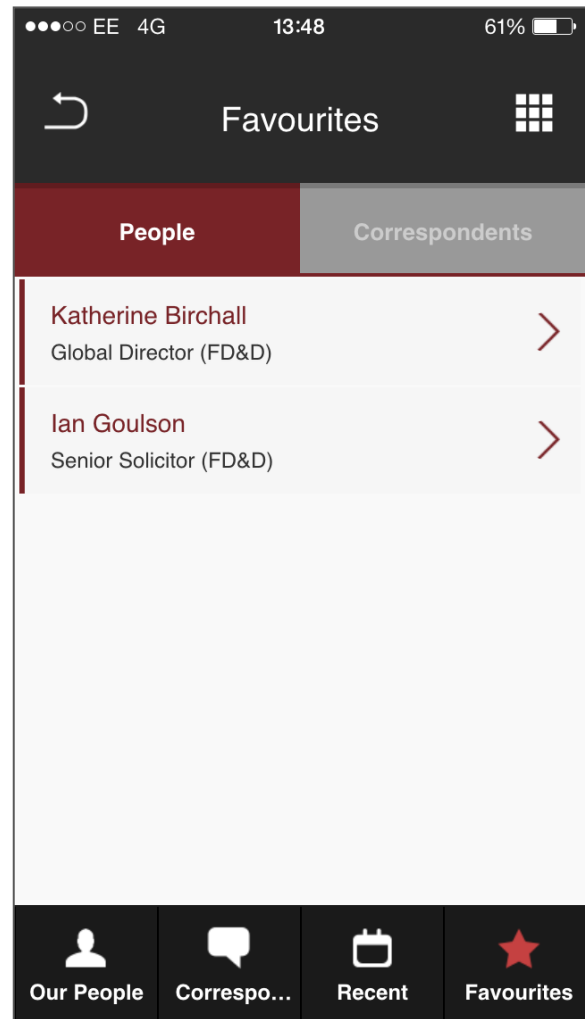 EE 4G 13:48 61%
Favourites
People Correspondents
Katherine Birchall
Global Director (FD&D)
Ian Goulson
Senior Solicitor (FD&D)
Our People Correspo... Recent Favourites